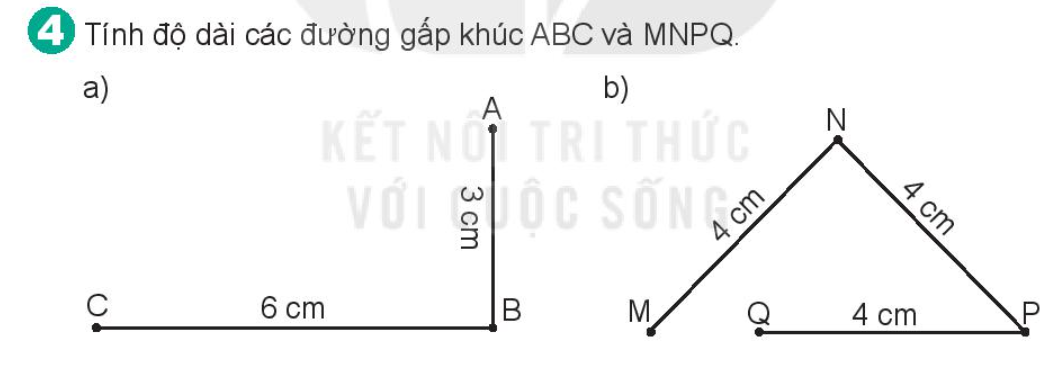 4 Tính độ dài các đường gấp khúc ABC và MNPQ.
a)
b)
KẾT NỐI TRI THỨC
VỚI CUỘC SỐNG
A
3 cm
C
6 cm
B
N
4 cm
4 cm
M
Q
4 cm
P